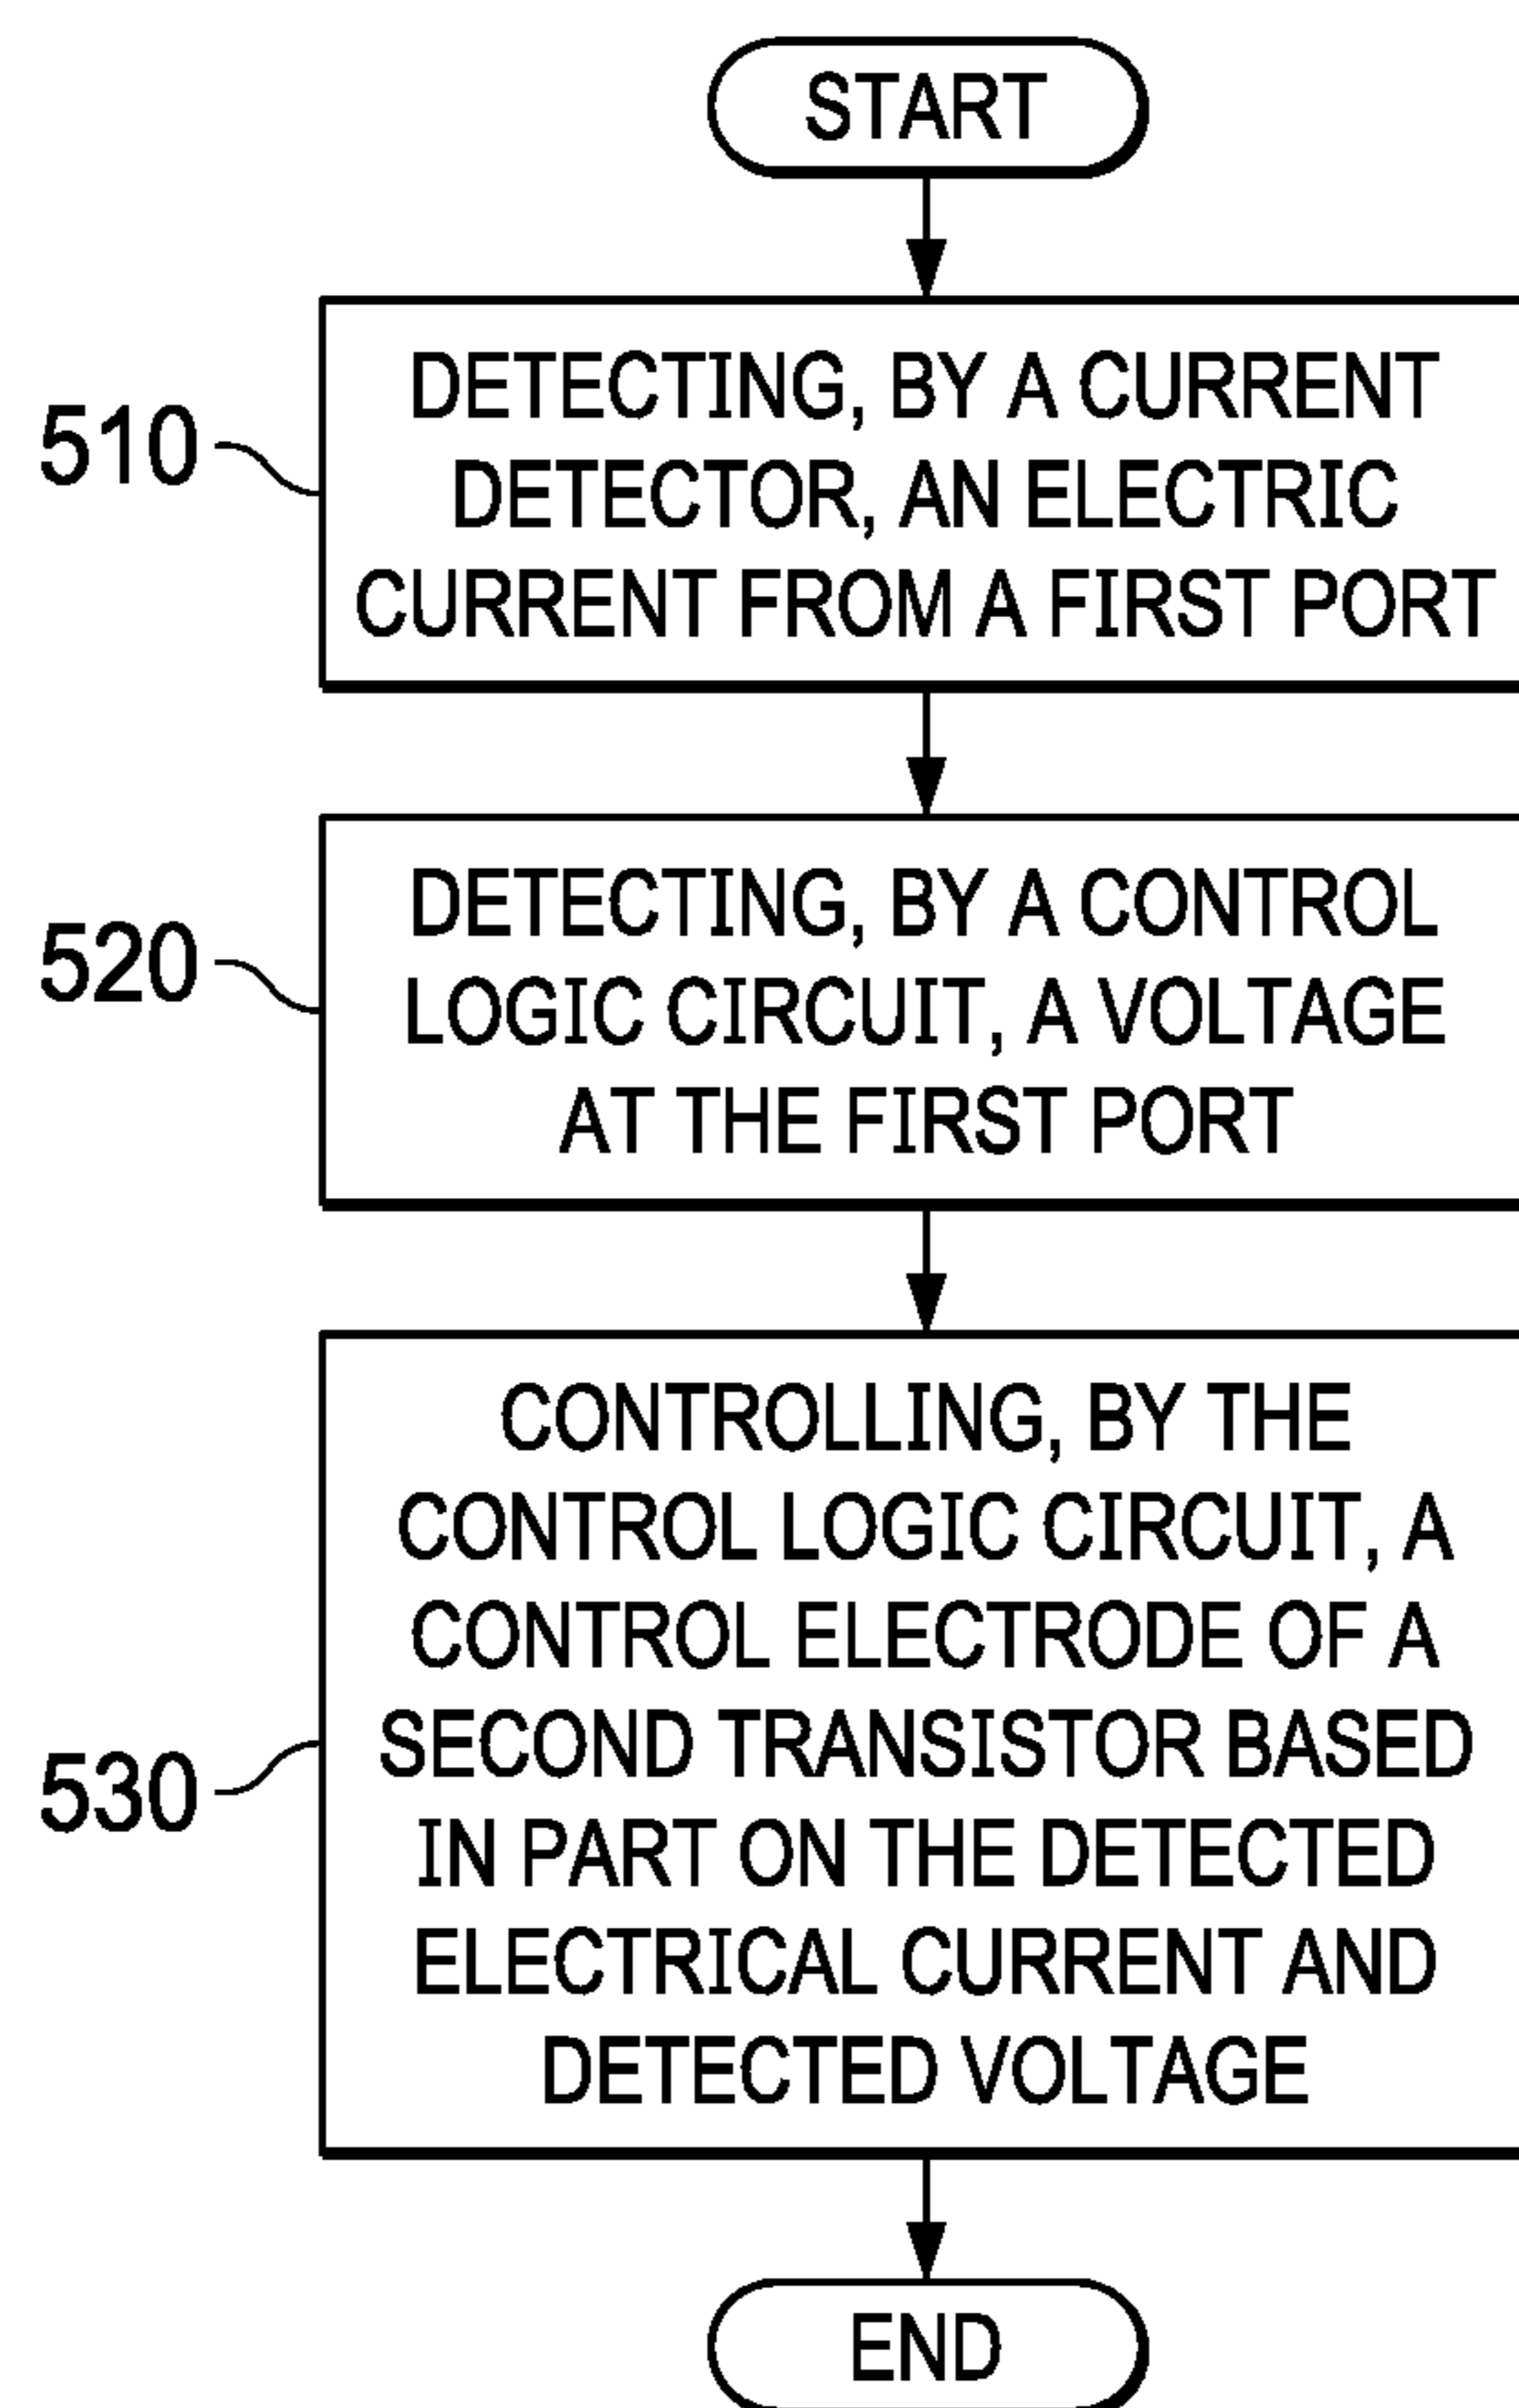 START
510
DETECTING, BY A CURRENT
DETECTOR, AN ELECTRIC
CURRENT FROM A FIRST PORT
520
DETECTING, BY A CONTROL
LOGIC CIRCUIT, A VOLTAGE
AT THE FIRST PORT
530
CONTROLLING, BY THE
CONTROL LOGIC CIRCUIT, A
CONTROL ELECTRODE OF A
SECOND TRANSISTOR BASED
IN PART ON THE DETECTED
ELECTRICAL CURRENT AND
DETECTED VOLTAGE
END